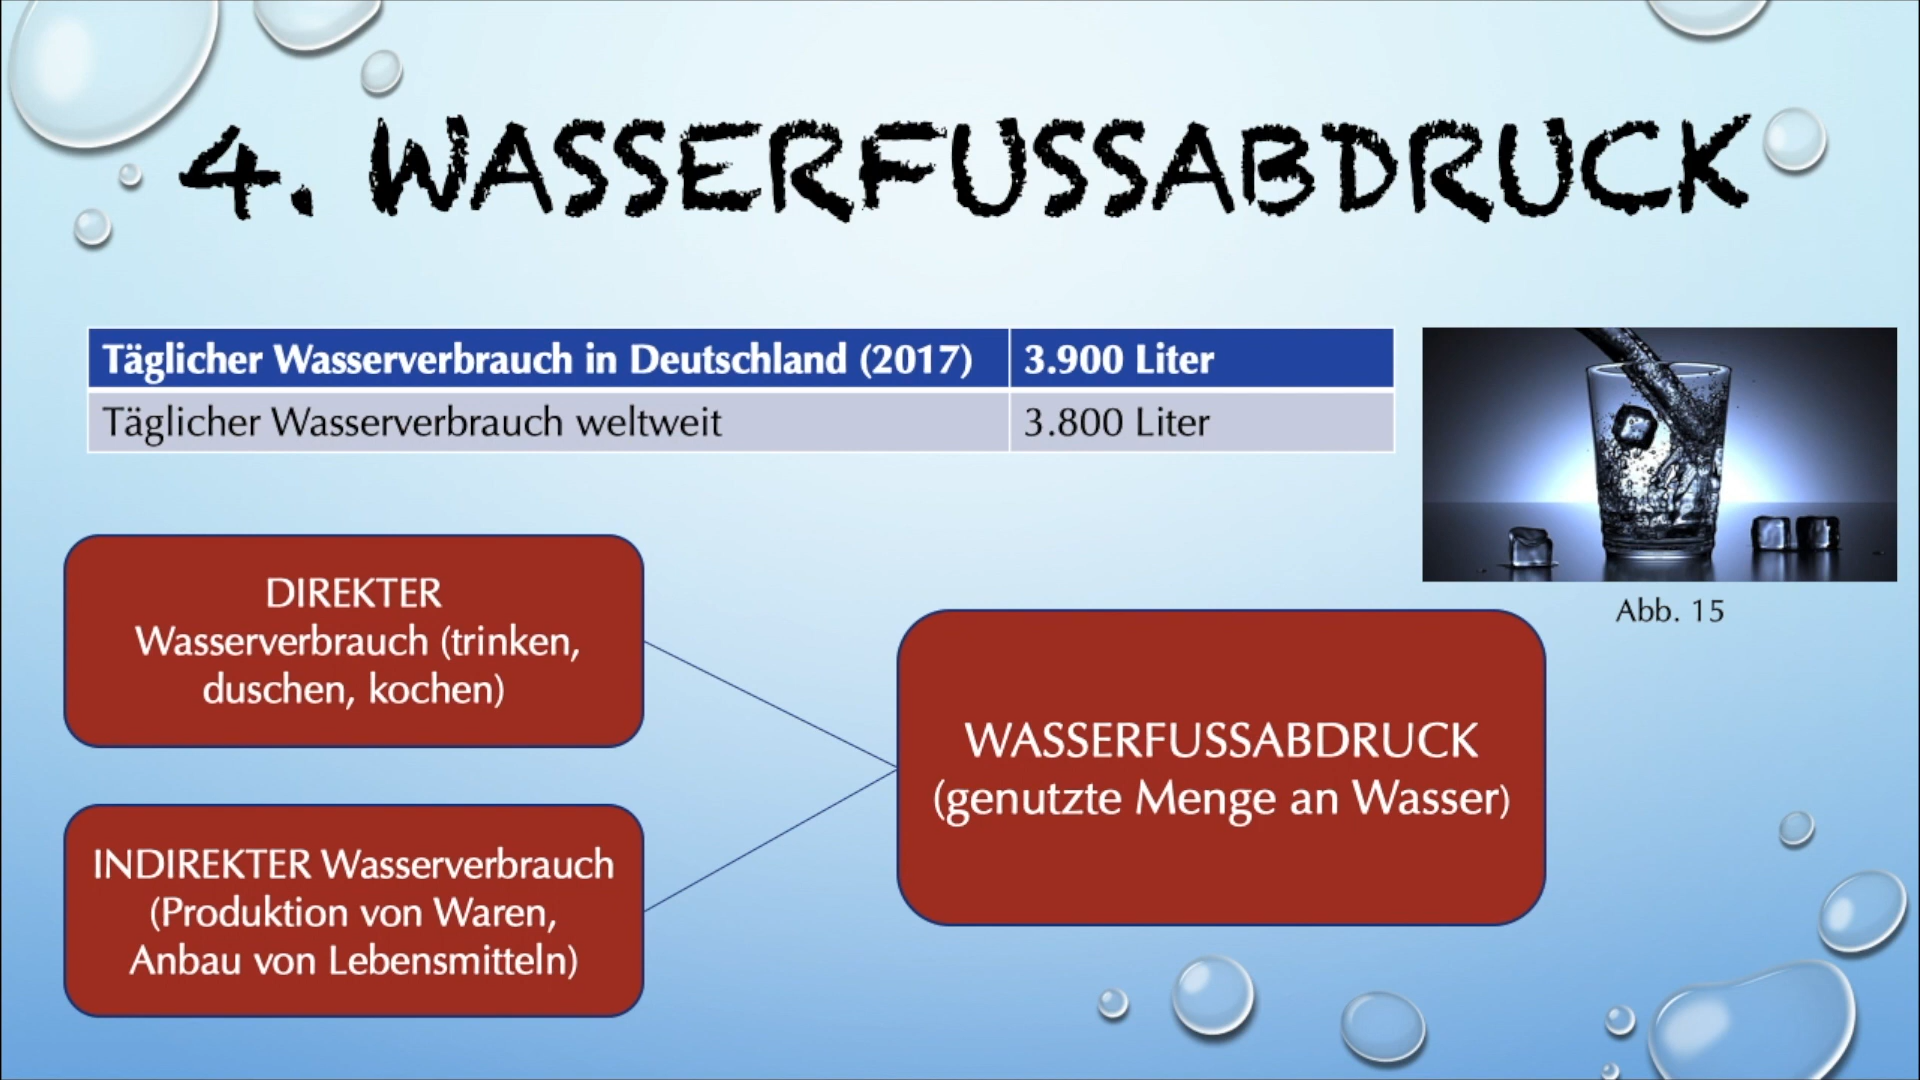 4. WASSERFUSSABDRUCK
Täglicher Wasserverbrauch in Deutschland (2017) 3.900 Liter
Täglicher Wasserverbrauch weltweit 3.800 Liter
Abb. 15
DIREKTER
Wasserverbrauch (trinken,
duschen, kochen)
INDIREKTER Wasserverbrauch
(Produktion von Waren,
Anbau von Lebensmitteln)
WASSERFUSSABDRUCK
(genutzte Menge an Wasser)